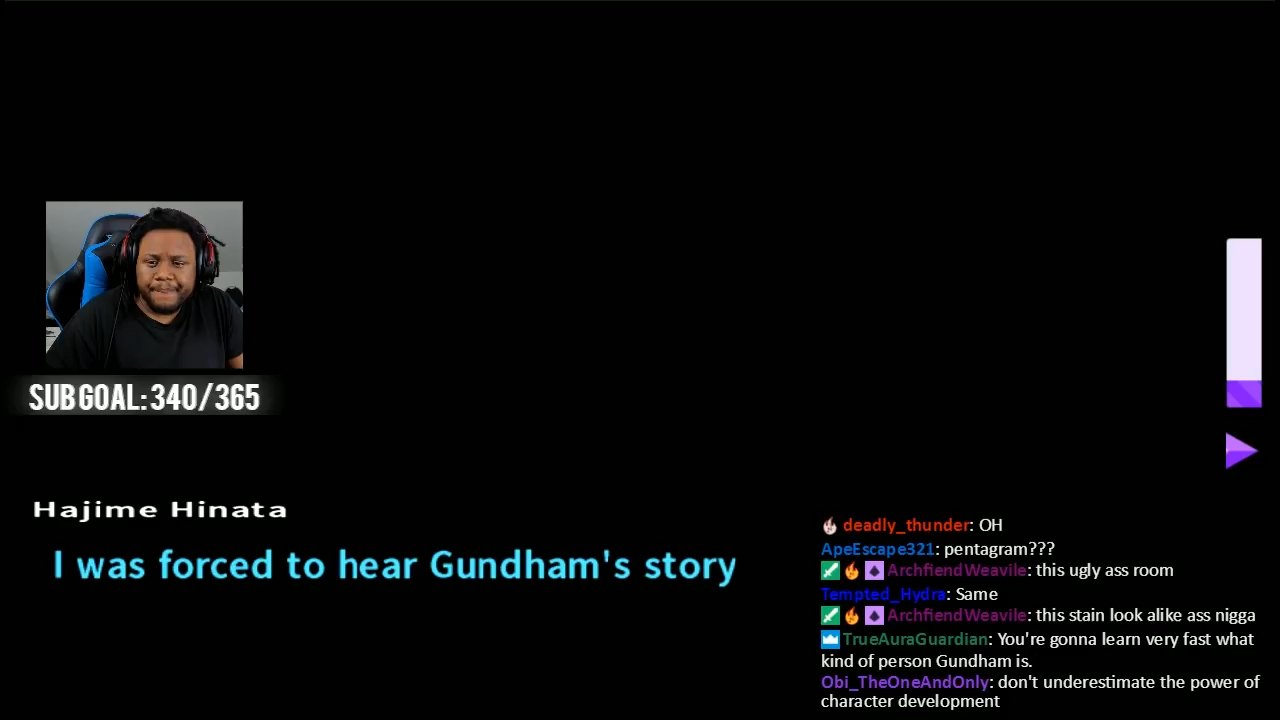 SUB GOAL: 340/365
Hajime Hinata
I was forced to hear Gundham's story
deadly_thunder: OH
ApeEscape321: pentagram???
ArchfiendWeavile: this ugly ass room
Tempted_Hydra: Same
ArchfiendWeavile: this stain look alike ass nigga
TrueAuraGuardian: You're gonna learn very fast what
kind of person Gundham is.
Obi_TheOneAndOnly: don't underestimate the power of
character development